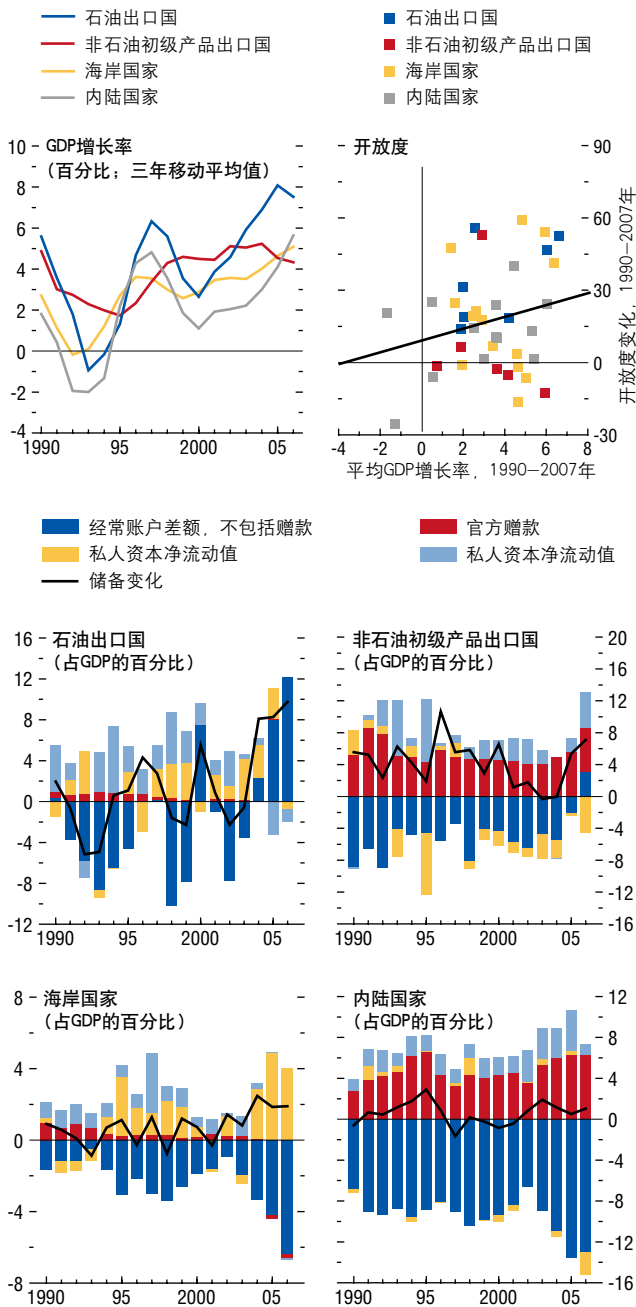 石油出口国
非石油初级产品出口国
海岸国家
内陆国家
石油出口国
非石油初级产品出口国
海岸国家
内陆国家
GDP增长率
（百分比；三年移动平均值）
10
8
6
4
2
0
-2
-4
1990 95 2000 05
开放度
90
60
30
0
-30
开放度变化，1990–2007年
-4 -2 0 2 4 6 8
平均GDP增长率，1990–2007年
经常账户差额，不包括赠款
私人资本净流动值
储备变化
官方赠款
私人资本净流动值
石油出口国
（占GDP的百分比）
16
12
8
4
0
-4
-8
-12
1990 95 2000 05
非石油初级产品出口国
（占GDP的百分比）
20
16
12
8
4
0
-4
-8
-12
-16
1990 95 2000 05
海岸国家
（占GDP的百分比）
8
4
0
-4
-8
1990 95 2000 05
内陆国家
（占GDP的百分比）
12
8
4
0
-4
-8
-12
-16
1990 95 2000 05